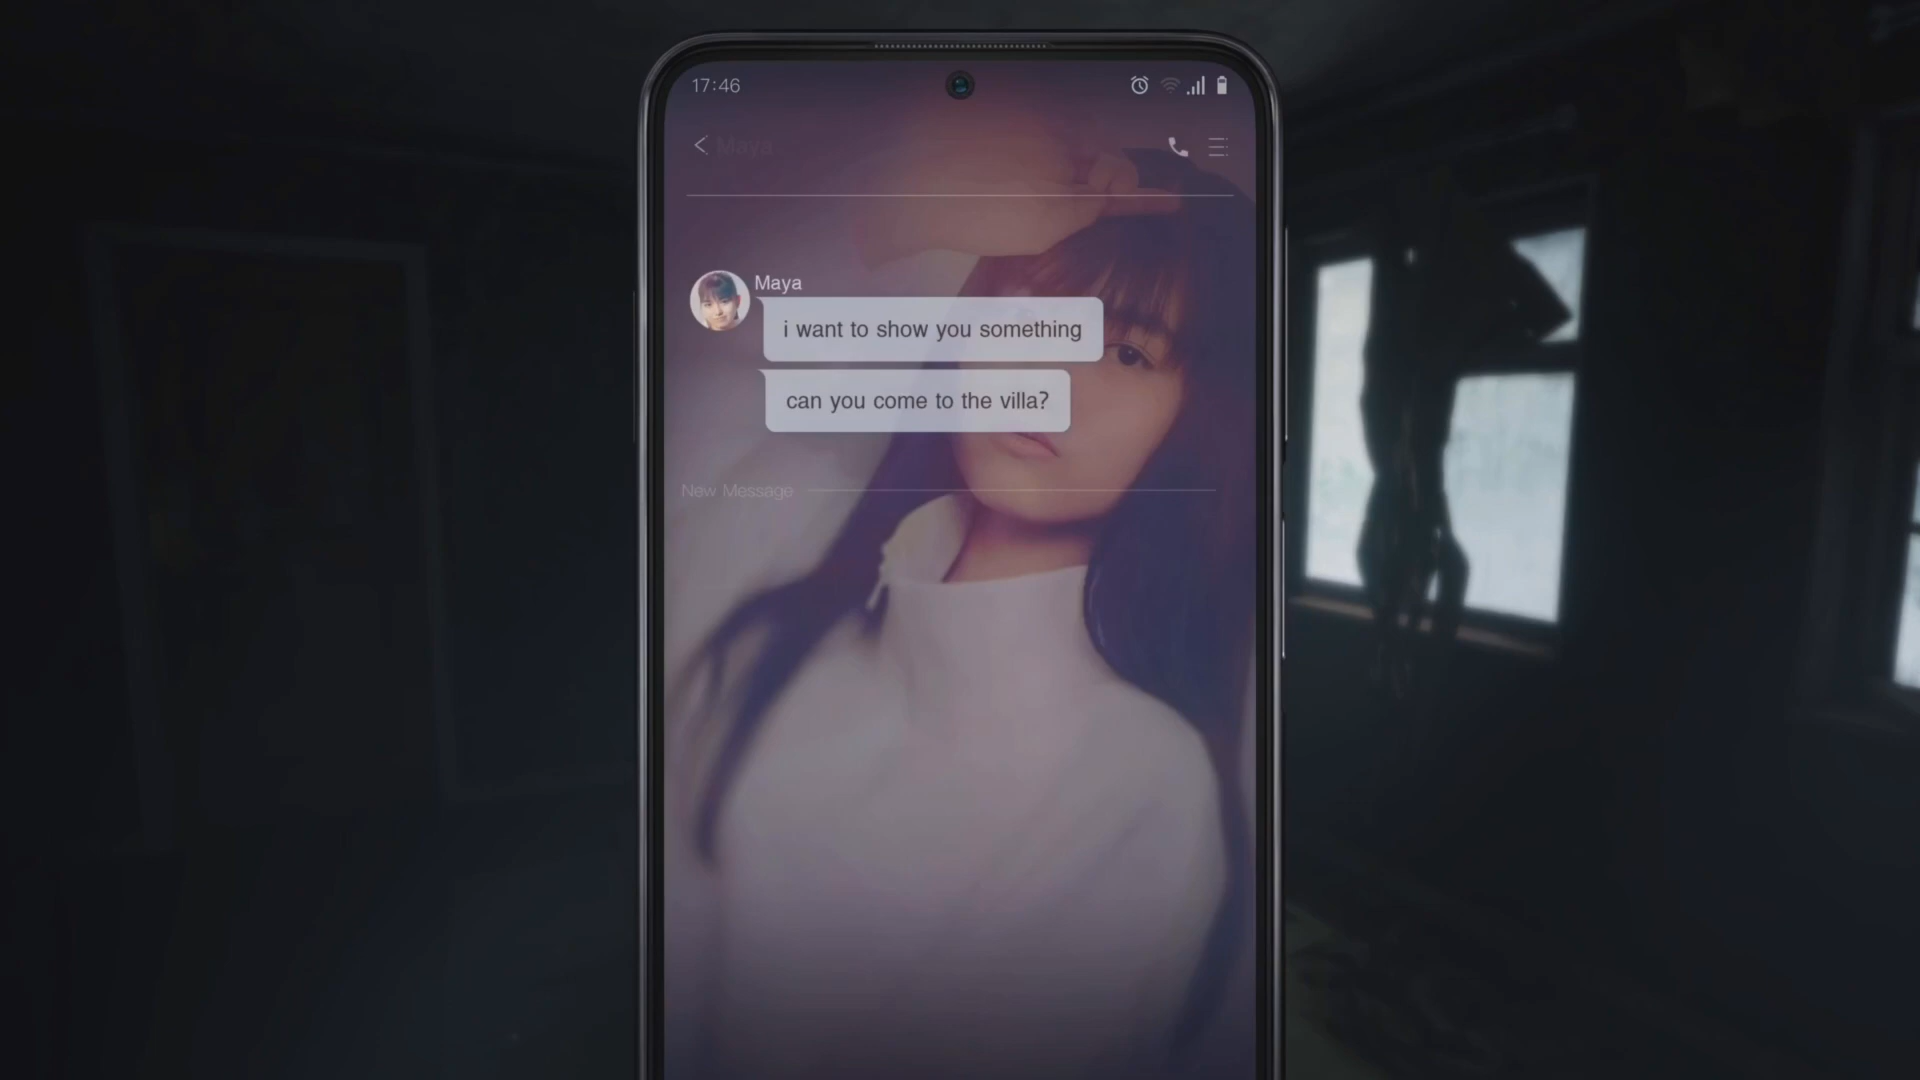 17:46
Maya
Maya
i want to show you something
can you come to the villa?
New Message